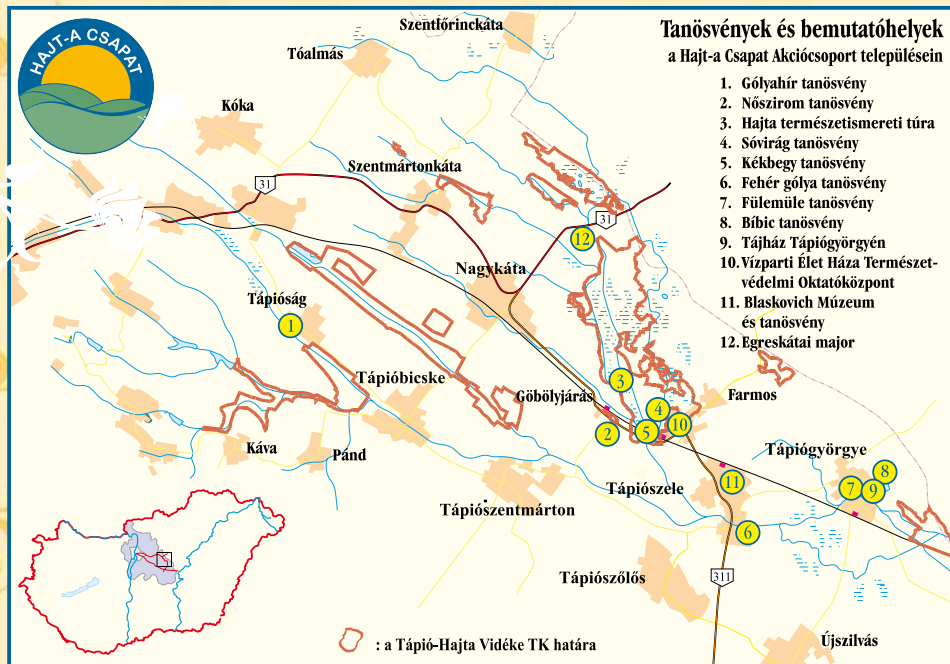 HAJT-A CSAPAT
Tanösvények és bemutatóhelyek
a Hajt-a Csapat Akciócsoport településein
1. Gólyahír tanösvény
2. Nőszirom tanösvény
3. Hajta természetismereti túra
4. Sóvirág tanösvény
5. Kékbegy tanösvény
6. Fehér gólya tanösvény
7. Fülemüle tanösvény
8. Bíbic tanösvény
9. Tájház Tápiógyörgyén
10. Vízparti Élet Háza Természet-
védelmi Oktatóközpont
11. Blaskovich Múzeum
és tanösvény
12. Egreskátai major
Szentlőrinckáta
Tóalmás
Kóka
Szentmártonkáta
31
31
12
Nagykáta
Tápióság
1
Tápióbicske
Göbölyjárás
3
Farmos
4
10
2
5
Káva
Pánd
Tápiógyörgye
8
7
9
Tápiószele
11
Tápiószentmárton
6
Tápiószőlős
311
Újszilvás
: a Tápió-Hajta Vidéke TK határa